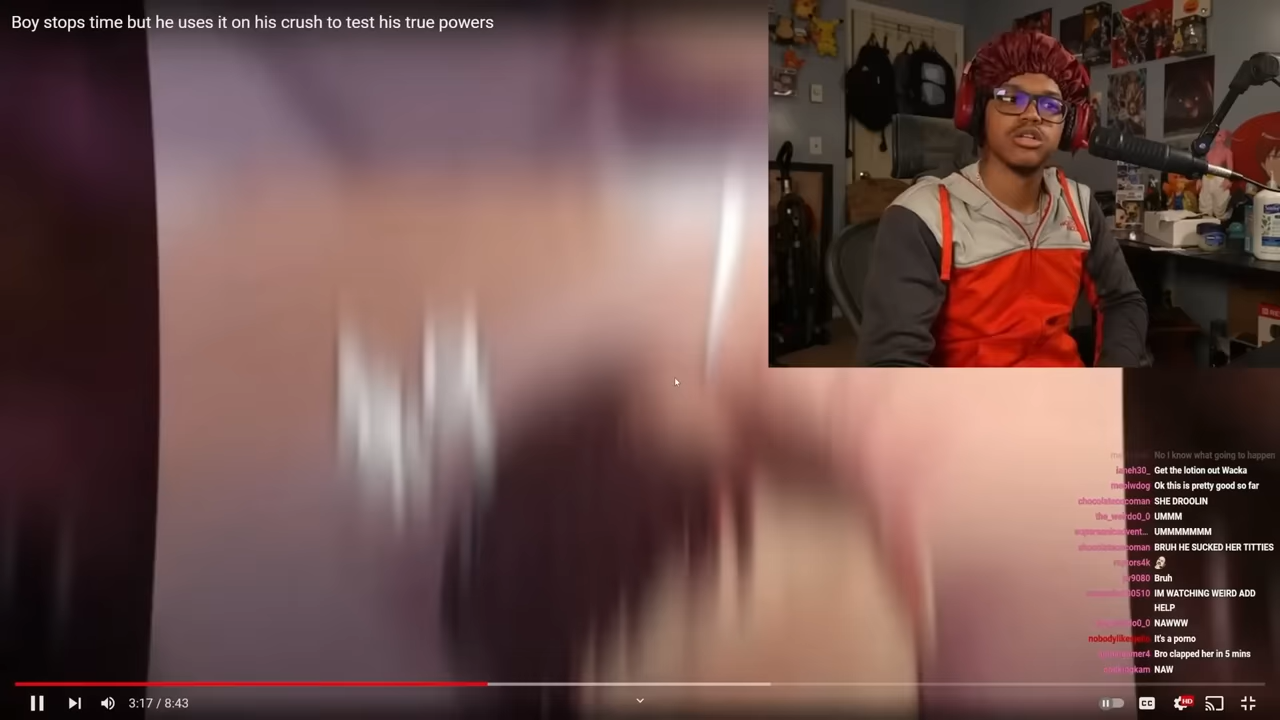 Boy stops time but he uses it on his crush to test his true powers
No I know what going to happen
Get the lotion out Wacka
Ok this is pretty good so far
SHE DROOLIN
the_weirdo0_0 UMMM
UMMMMMMM
BRUH HE SUCKED HER TITTIES
Bruh
IM WATCHING WEIRD ADD
HELP
NAWWW
It's a porno
Bro clapped her in 5 mins
NAW
3:17 / 8:43
CC
HD